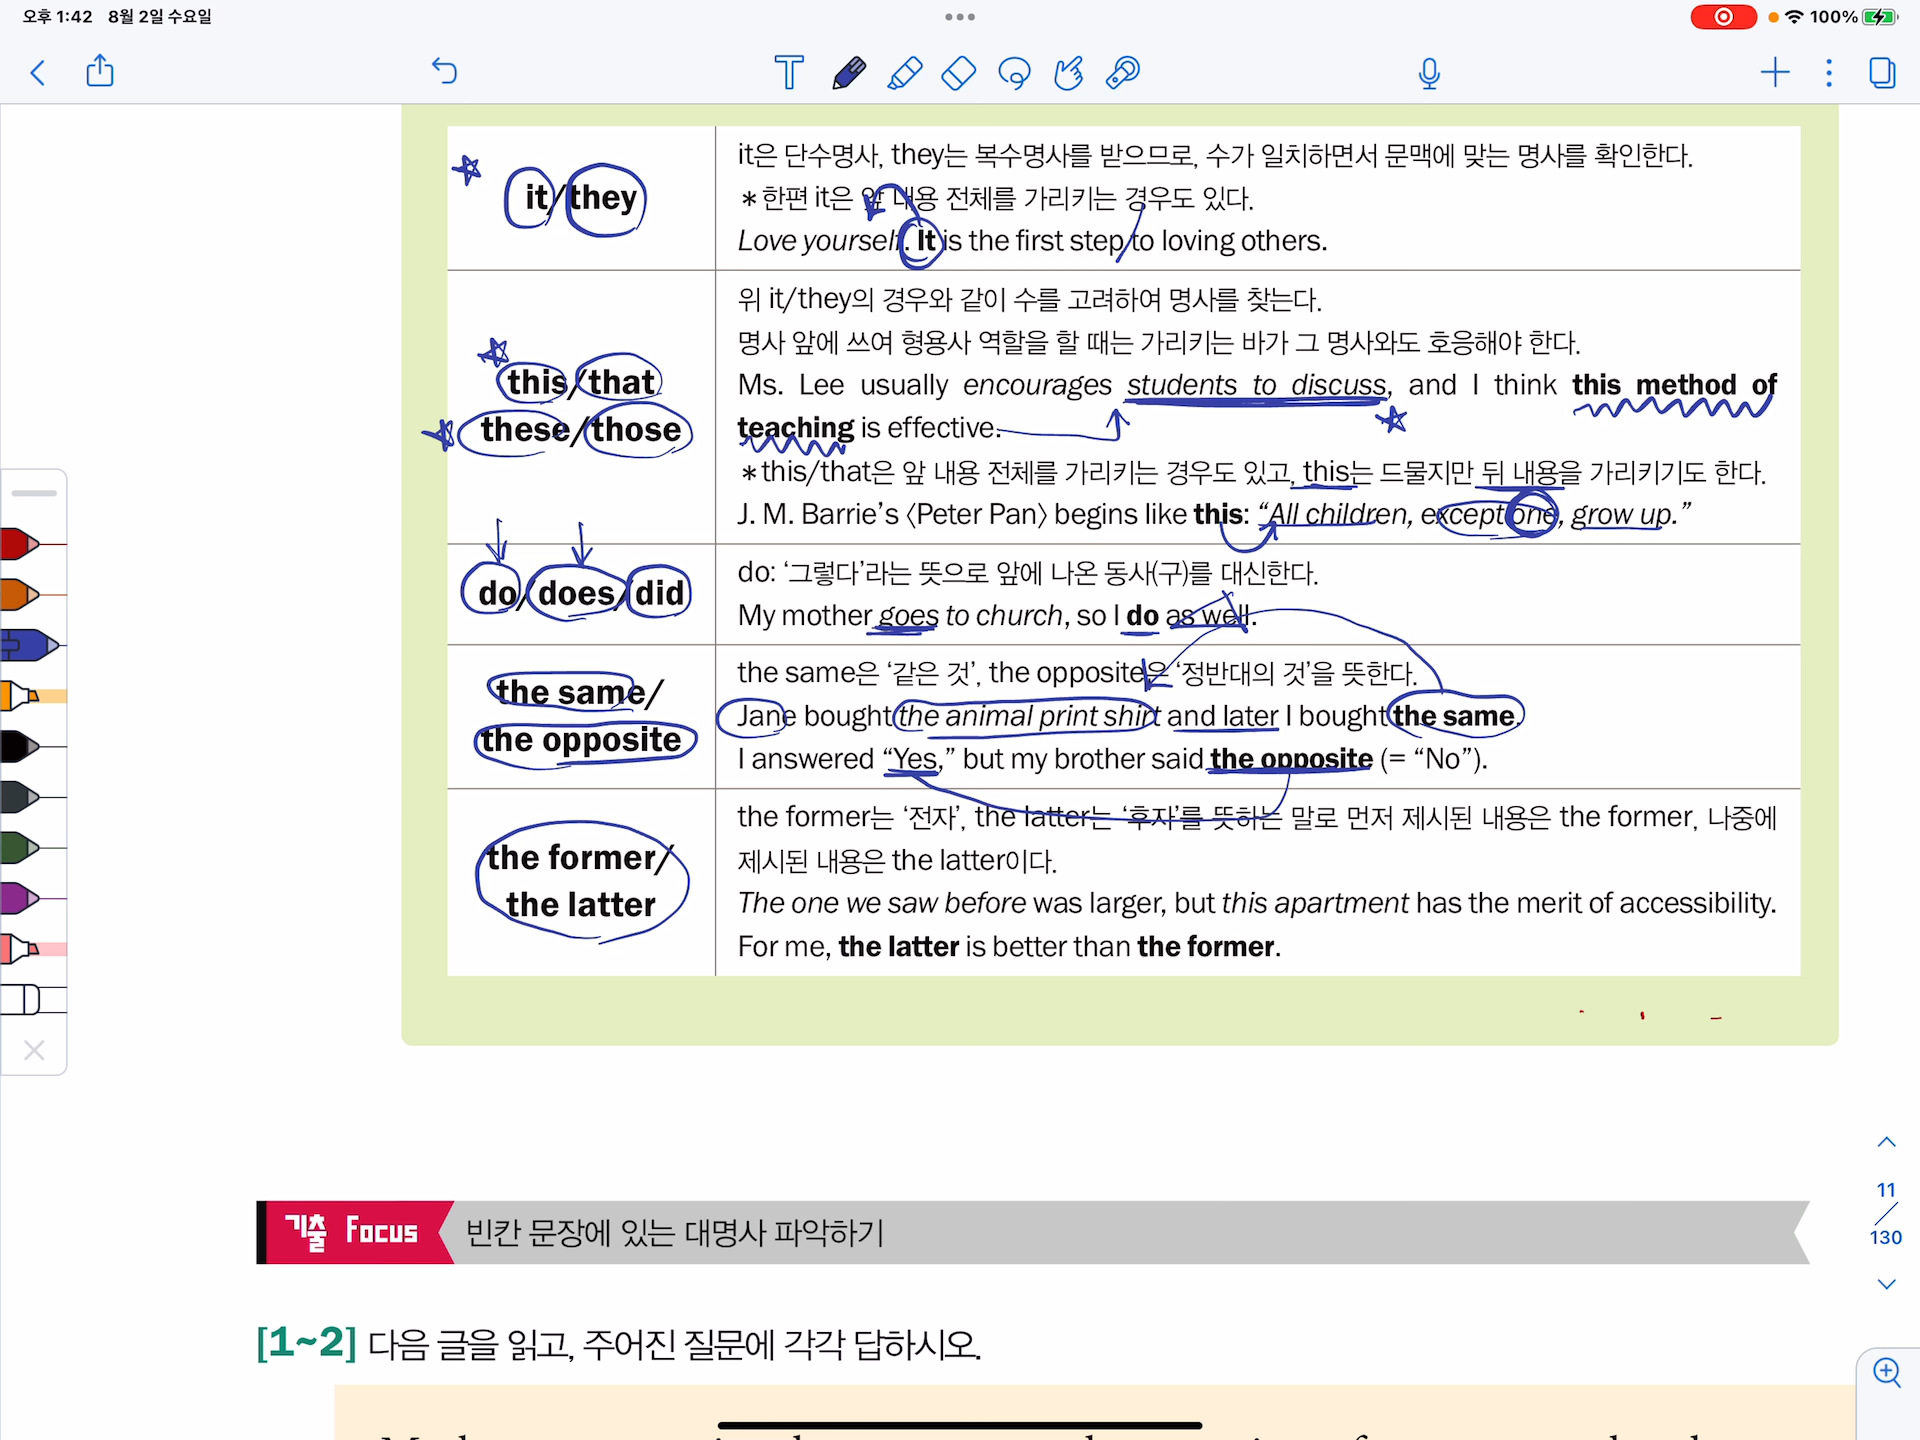 오후 1:42 8월 2일 수요일
100%
it/they
it은 단수명사, they는 복수명사를 받으므로, 수가 일치하면서 문맥에 맞는 명사를 확인한다.
*한편 it은 앞 내용 전체를 가리키는 경우도 있다.
Love yourself. It is the first step to loving others.
this/that
these/those
위 it/they의 경우와 같이 수를 고려하여 명사를 찾는다.
명사 앞에 쓰여 형용사 역할을 할 때는 가리키는 바가 그 명사와도 호응해야 한다.
Ms. Lee usually encourages students to discuss, and I think this method of
teaching is effective.
*this/that은 앞 내용 전체를 가리키는 경우도 있고, this는 드물지만 뒤 내용을 가리키기도 한다.
J. M. Barrie’s 〈Peter Pan〉 begins like this: “All children, except one, grow up.”
do/does/did
do: ‘그렇다’라는 뜻으로 앞에 나온 동사(구)를 대신한다.
My mother goes to church, so I do as well.
the same/
the opposite
the same은 ‘같은 것’, the opposite은 ‘정반대의 것’을 뜻한다.
Jane bought the animal print shirt and later I bought the same.
I answered “Yes,” but my brother said the opposite (= “No”).
the former/
the latter
the former는 ‘전자’, the latter는 ‘후자’를 뜻하는 말로 먼저 제시된 내용은 the former, 나중에
제시된 내용은 the latter이다.
The one we saw before was larger, but this apartment has the merit of accessibility.
For me, the latter is better than the former.
11
130
기출 Focus 빈칸 문장에 있는 대명사 파악하기
[1~2] 다음 글을 읽고, 주어진 질문에 각각 답하시오.